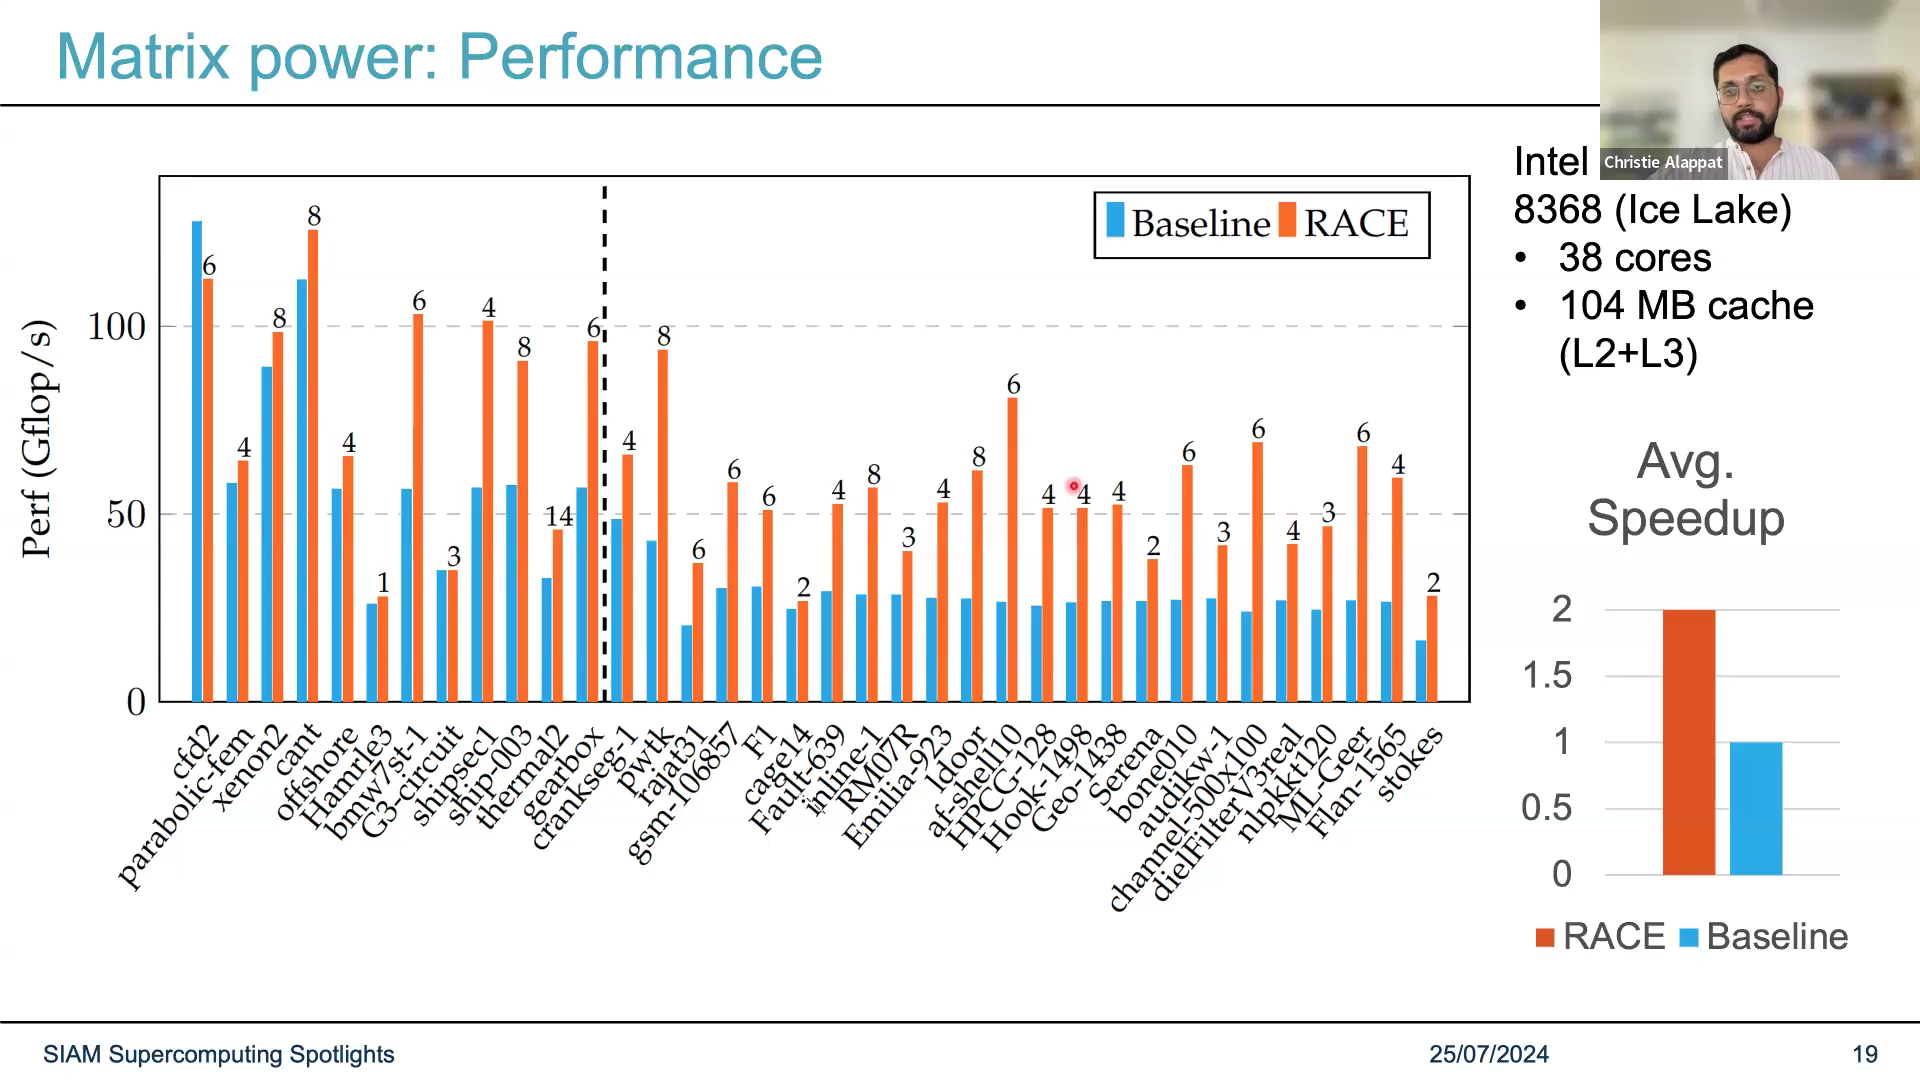 Matrix power: Performance
Christie Alappat
Intel
8368 (Ice Lake)
• 38 cores
• 104 MB cache
(L2+L3)
Baseline RACE
Perf (Gflop/s)
100
50
0
6 4 8 8 4 1 6 3 4 8 14 6 4 8 6 6 6 2 4 8 3 4 8 6 4 4 4 2 6 3 6 4 3 6 4 2
cfd2
parabolic-fem
xenon2
cant
offshore
Hamrle3
bmw7st-1
G3-circuit
shipsec1
ship-003
thermal2
gearbox
crankseg-1
pwtk
rajat31
gsm-106857
F1
cage14
Fault-639
inline-1
RM07R
Emilia-923
ldoor
af-shell10
HPCG-128
Hook-1498
Geo-1438
Serena
bone010
audikw-1
channel-500x100
dielFilterV3real
nlpkkt120
ML-Geer
Flan-1565
stokes
Avg.
Speedup
2
1.5
1
0.5
0
RACE Baseline
SIAM Supercomputing Spotlights
25/07/2024
19